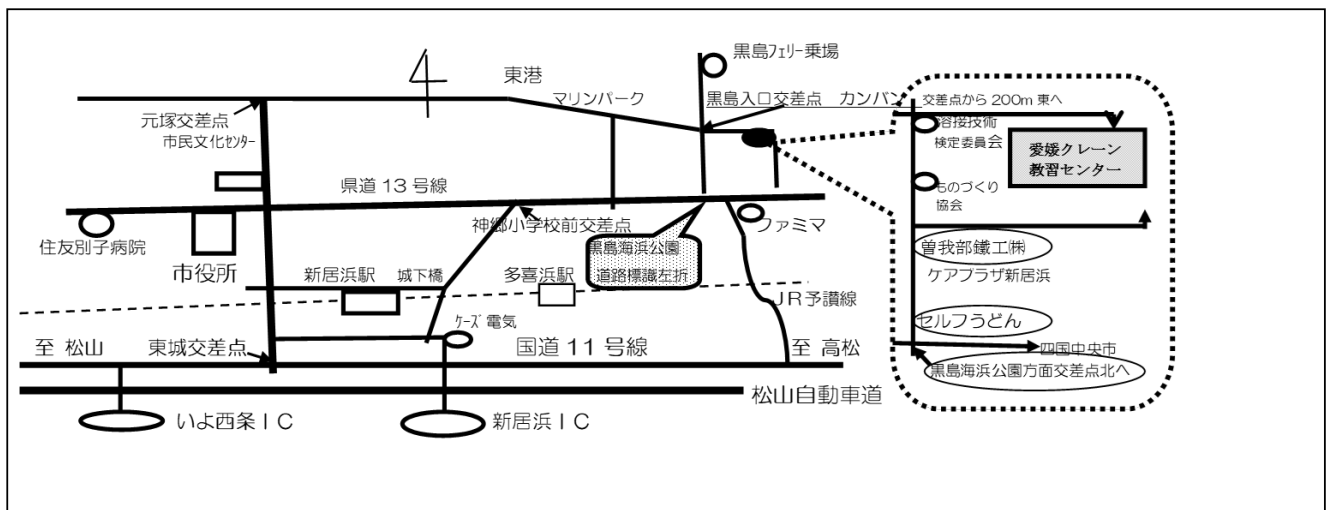 黒島フェリー乗場
東港
マリンパーク
黒島入口交差点 カンバン
交差点から 200m 東へ
元塚交差点
市民文化センター
溶接技術
検定委員会
愛媛クレーン
教習センター
県道 13 号線
ものづくり
協会
神郷小学校前交差点
ファミマ
住友別子病院
市役所
黒島海浜公園
道路標識左折
曽我部鐵工㈱
ケアプラザ新居浜
新居浜駅
城下橋
多喜浜駅
JR予讃線
ケーズ電気
セルフうどん
至 松山
東城交差点
国道 11 号線
至 高松
四国中央市
黒島海浜公園方面交差点北へ
松山自動車道
いよ西条IC
新居浜IC